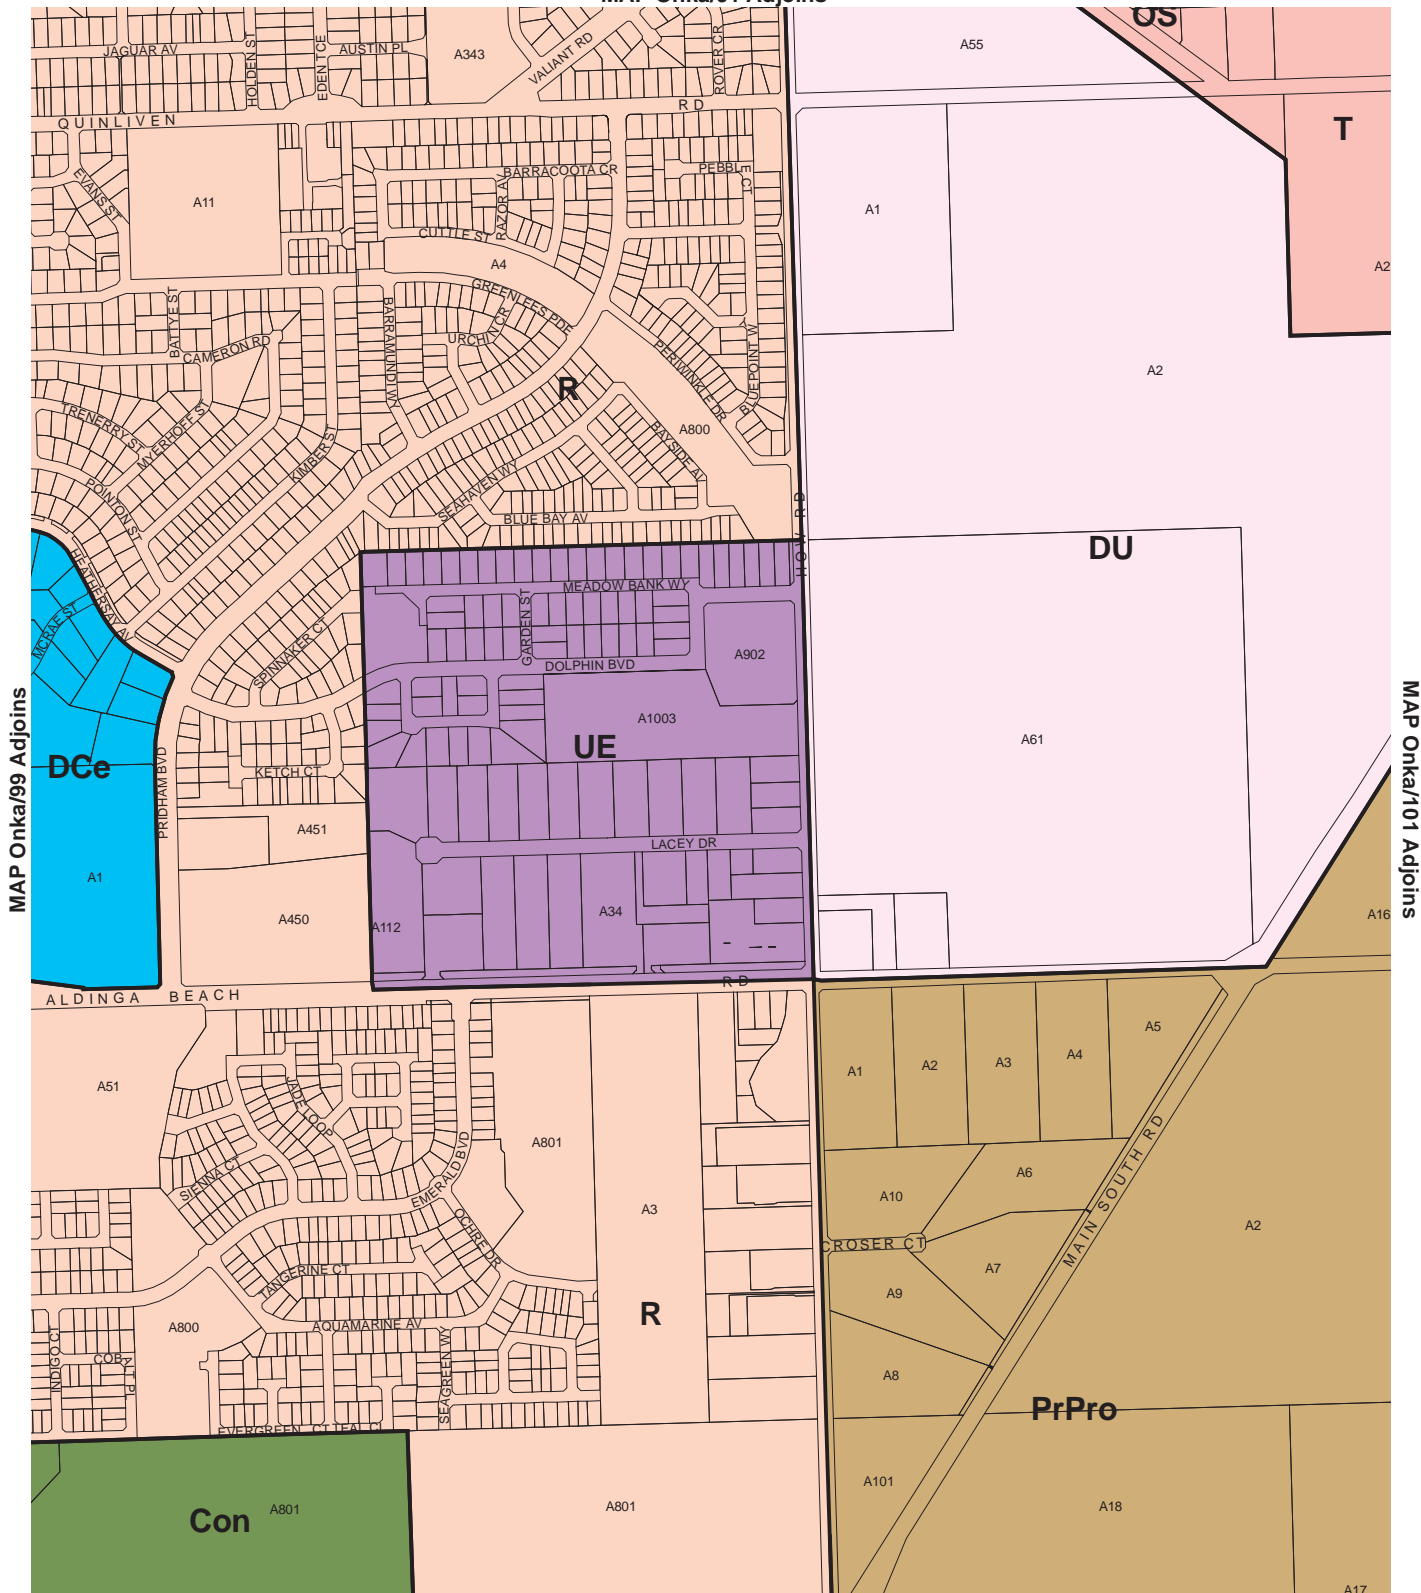 MAP Onka/91 Adjoins
OS
A55
JAGUAR AV
HOLDEN ST
EDEN TCE
AUSTIN PL
A343
VALIANT RD
ROVER CR
QUINLIVEN
RD
T
EVANS ST
A11
BARRACOOTA CR
RAZOR AV
PEBBLE CT
A1
CUTTLE ST
A4
A2
GREENLEES PDE
BATTYE ST
CAMERON RD
BARRAMUNDI WY
URCHIN CR
PERIWINKLE DR
BLUEPOINT WY
A2
R
TRENERRY ST
MYERHOFF ST
KIMBER ST
A800
BAYSIDE AV
POINTON ST
SEAHAVEN WY
BLUE BAY AV
HOW RD
DU
HEATHERSAY AV
MCRAE ST
MEADOW BANK WY
GARDEN ST
SPINNAKER CT
DOLPHIN BVD
A902
A1003
UE
A61
DCe
PRIDHAM BVD
KETCH CT
MAP Onka/99 Adjoins
MAP Onka/101 Adjoins
A451
LACEY DR
A1
A450
A112
A34
A16
ALDINGA BEACH
RD
A51
A1
A2
A3
A4
A5
JADE LOOP
SIENNA CT
EMERALD BVD
A801
A3
A10
A6
MAIN SOUTH RD
A2
OCHRE DR
CROSER CT
TANGERINE CT
A7
A9
A800
AQUAMARINE AV
R
INDIGO CT
COBALT PL
SEAGREEN WY
A8
PrPro
EVERGREEN CT
TEAL CL
Con
A801
A801
A101
A18
A17